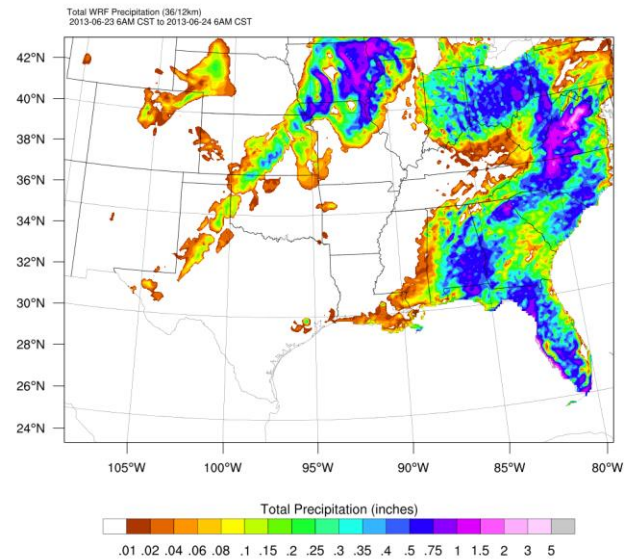 Total WRF Precipitation (36/12km)
2013-06-23 6AM CST to 2013-06-24 6AM CST
42°N
40°N
38°N
36°N
34°N
32°N
30°N
28°N
26°N
24°N
105°W 100°W 95°W 90°W 85°W 80°W
Total Precipitation (inches)
.01 .02 .04 .06 .08 .1 .15 .2 .25 .3 .35 .4 .5 .75 1 1.5 2 3 5